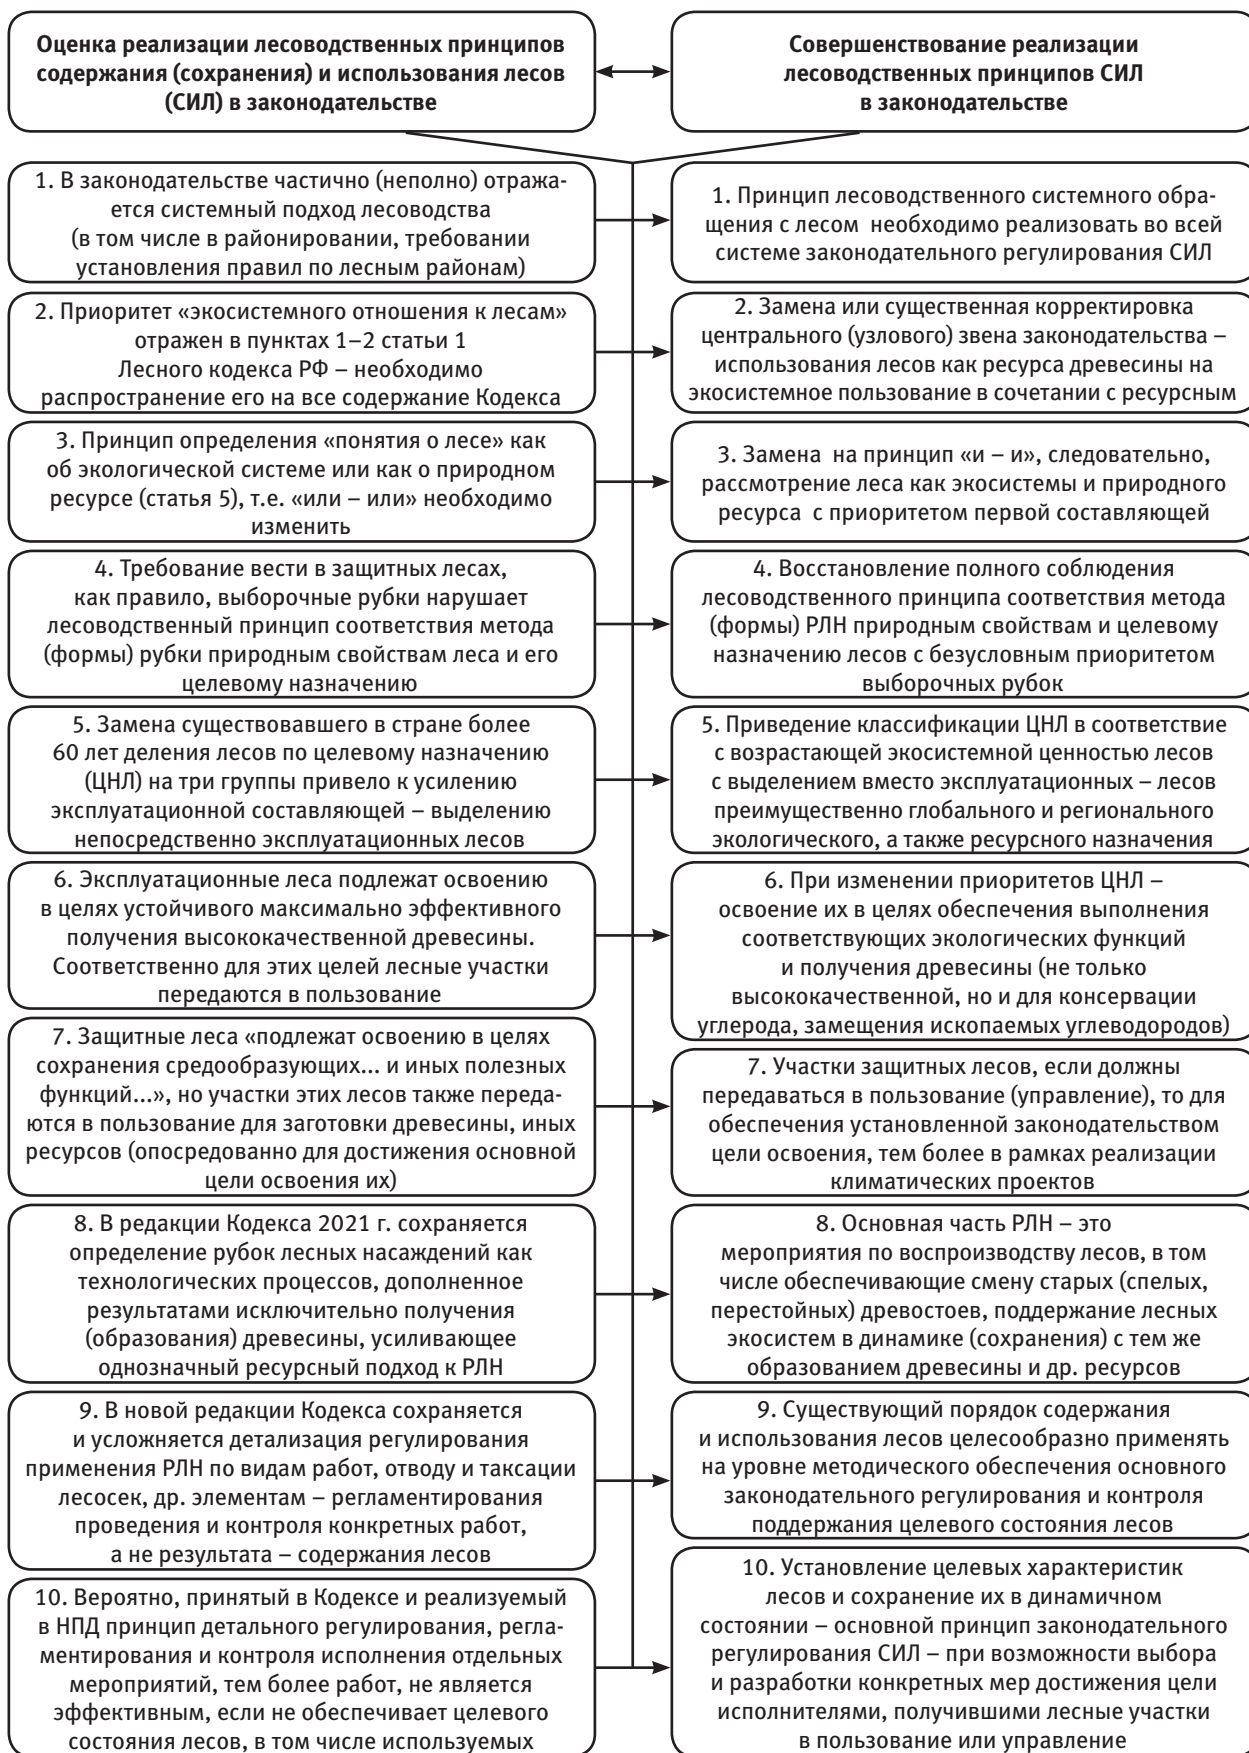 Оценка реализации лесоводственных принципов
содержания (сохранения) и использования лесов
(СИЛ) в законодательстве
Совершенствование реализации
лесоводственных принципов СИЛ
в законодательстве
1. В законодательстве частично (неполно) отража-
ется системный подход лесоводства
(в том числе в районировании, требовании
установления правил по лесным районам)
1. Принцип лесоводственного системного обра-
щения с лесом необходимо реализовать во всей
системе законодательного регулирования СИЛ
2. Приоритет «экосистемного отношения к лесам»
отражен в пунктах 1–2 статьи 1
Лесного кодекса РФ – необходимо
распространение его на все содержание Кодекса
2. Замена или существенная корректировка
центрального (узлового) звена законодательства –
использования лесов как ресурса древесины на
экосистемное пользование в сочетании с ресурсным
3. Принцип определения «понятия о лесе» как
об экологической системе или как о природном
ресурсе (статья 5), т.е. «или – или» необходимо
изменить
3. Замена на принцип «и – и», следовательно,
рассмотрение леса как экосистемы и природного
ресурса с приоритетом первой составляющей
4. Требование вести в защитных лесах,
как правило, выборочные рубки нарушает
лесоводственный принцип соответствия метода
(формы) рубки природным свойствам леса и его
целевому назначению
4. Восстановление полного соблюдения
лесоводственного принципа соответствия метода
(формы) РЛН природным свойствам и целевому
назначению лесов с безусловным приоритетом
выборочных рубок
5. Замена существовавшего в стране более
60 лет деления лесов по целевому назначению
(ЦНЛ) на три группы привело к усилению
эксплуатационной составляющей – выделению
непосредственно эксплуатационных лесов
5. Приведение классификации ЦНЛ в соответствие
с возрастающей экосистемной ценностью лесов
с выделением вместо эксплуатационных – лесов
преимущественно глобального и регионального
экологического, а также ресурсного назначения
6. Эксплуатационные леса подлежат освоению
в целях устойчивого максимально эффективного
получения высококачественной древесины.
Соответственно для этих целей лесные участки
передаются в пользование
6. При изменении приоритетов ЦНЛ –
освоение их в целях обеспечения выполнения
соответствующих экологических функций
и получения древесины (не только
высококачественной, но и для консервации
углерода, замещения ископаемых углеводородов)
7. Защитные леса «подлежат освоению в целях
сохранения средообразующих... и иных полезных
функций...», но участки этих лесов также переда-
ются в пользование для заготовки древесины, иных
ресурсов (опосредованно для достижения основной
цели освоения их)
7. Участки защитных лесов, если должны
передаваться в пользование (управление), то для
обеспечения установленной законодательством
цели освоения, тем более в рамках реализации
климатических проектов
8. В редакции Кодекса 2021 г. сохраняется
определение рубок лесных насаждений как
технологических процессов, дополненное
результатами исключительно получения
(образования) древесины, усиливающее
однозначный ресурсный подход к РЛН
8. Основная часть РЛН – это
мероприятия по воспроизводству лесов, в том
числе обеспечивающие смену старых (спелых,
перестойных) древостоев, поддержание лесных
экосистем в динамике (сохранения) с тем же
образованием древесины и др. ресурсов
9. В новой редакции Кодекса сохраняется
и усложняется детализация регулирования
применения РЛН по видам работ, отводу и таксации
лесосек, др. элементам – регламентирования
проведения и контроля конкретных работ,
а не результата – содержания лесов
9. Существующий порядок содержания
и использования лесов целесообразно применять
на уровне методического обеспечения основного
законодательного регулирования и контроля
поддержания целевого состояния лесов
10. Вероятно, принятый в Кодексе и реализуемый
в НПД принцип детального регулирования, регла-
ментирования и контроля исполнения отдельных
мероприятий, тем более работ, не является
эффективным, если не обеспечивает целевого
состояния лесов, в том числе используемых
10. Установление целевых характеристик
лесов и сохранение их в динамичном
состоянии – основной принцип законодательного
регулирования СИЛ – при возможности выбора
и разработки конкретных мер достижения цели
исполнителями, получившими лесные участки
в пользование или управление